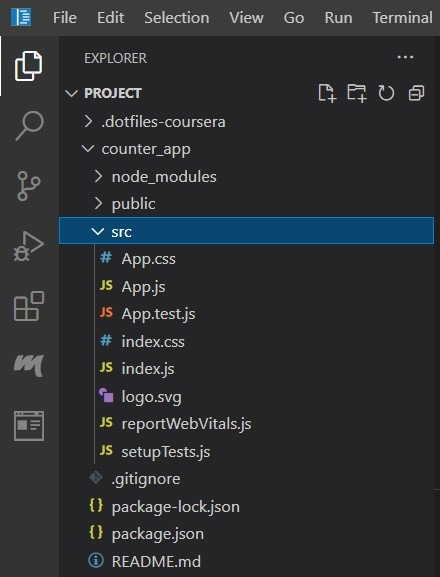 File Edit Selection View Go Run Terminal
EXPLORER
PROJECT
.dotfiles-coursera
counter_app
node_modules
public
src
# App.css
JS App.js
JS App.test.js
# index.css
JS index.js
logo.svg
JS reportWebVitals.js
JS setupTests.js
.gitignore
{} package-lock.json
{} package.json
README.md